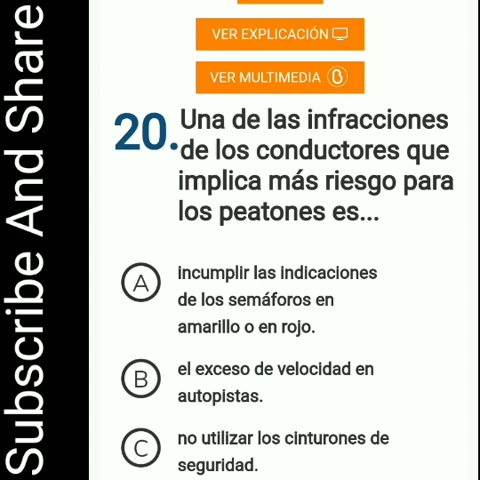 Subscribe And Share
VER EXPLICACIÓN
VER MULTIMEDIA
20. Una de las infracciones
de los conductores que
implica más riesgo para
los peatones es...
A incumplir las indicaciones
de los semáforos en
amarillo o en rojo.
B el exceso de velocidad en
autopistas.
C no utilizar los cinturones de
seguridad.